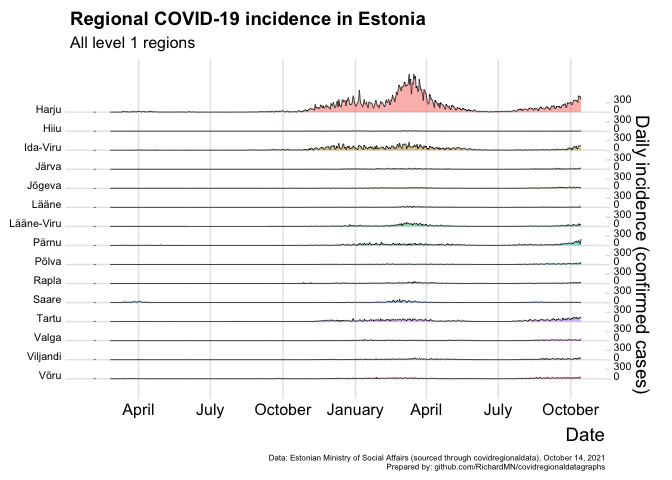 Regional COVID-19 incidence in Estonia
All level 1 regions
Harju
Hiiu
Ida-Viru
Järva
Jõgeva
Lääne
Lääne-Viru
Pärnu
Põlva
Rapla
Saare
Tartu
Valga
Viljandi
Võru
300
0
300
0
300
0
300
0
300
0
300
0
300
0
300
0
300
0
300
0
300
0
300
0
300
0
300
0
300
0
Daily incidence (confirmed cases)
April July October January April July October
Date
Data: Estonian Ministry of Social Affairs (sourced through covidregionaldata), October 14, 2021
Prepared by: github.com/RichardMN/covidregionaldatagraphs